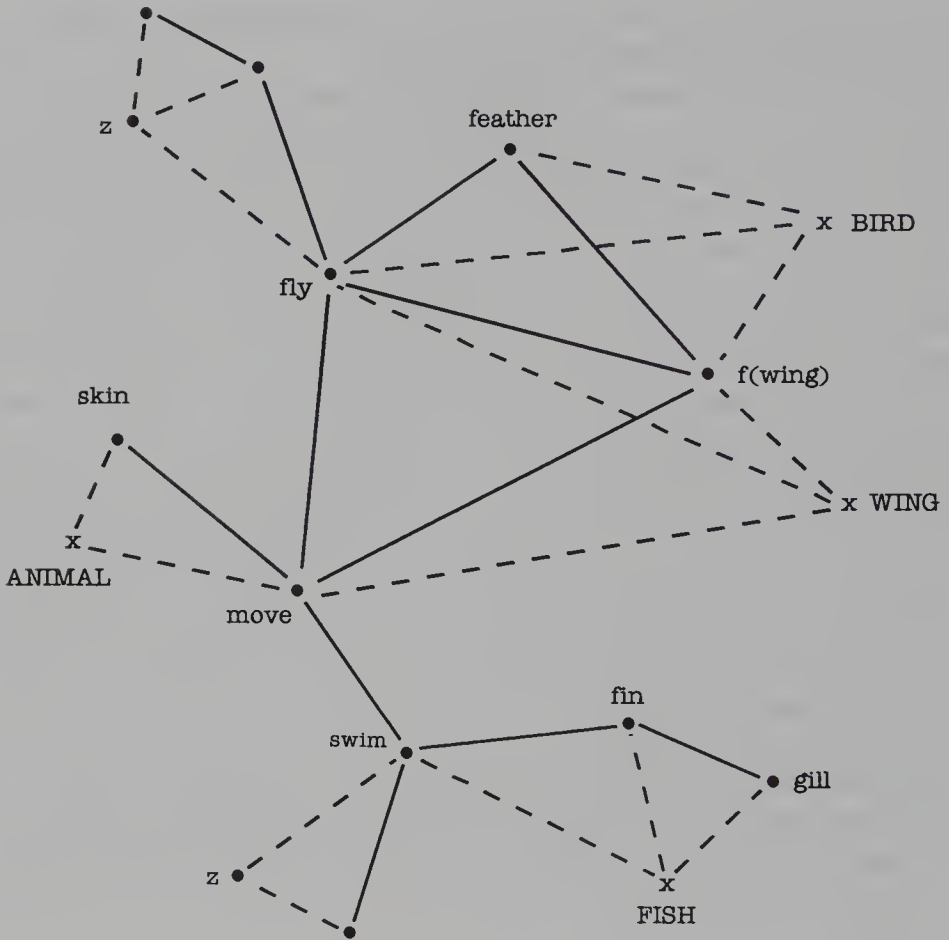 z
feather
x BIRD
fly
f(wing)
skin
x WING
x
ANIMAL
move
fin
swim
gill
z
x
FISH